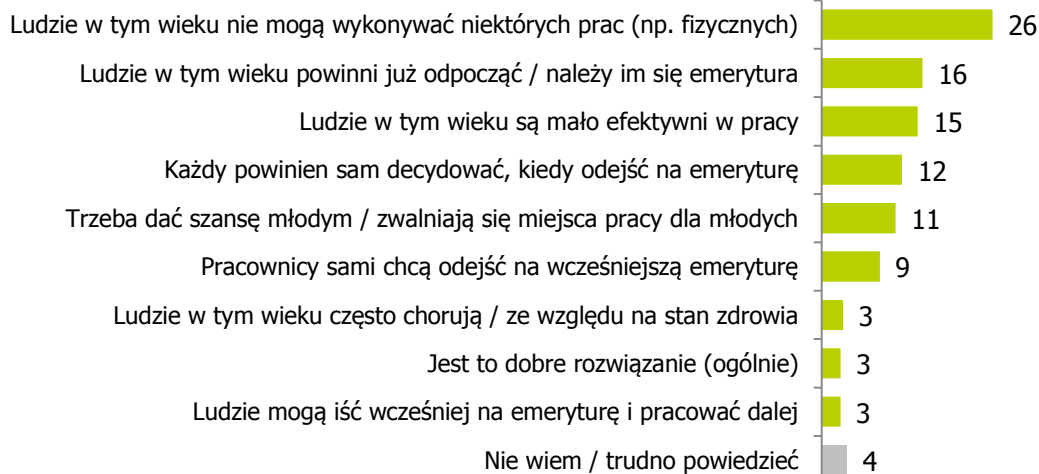 Ludzie w tym wieku nie mogą wykonywać niektórych prac (np. fizycznych) 26
Ludzie w tym wieku powinni już odpocząć / należy im się emerytura 16
Ludzie w tym wieku są mało efektywni w pracy 15
Każdy powinien sam decydować, kiedy odejść na emeryturę 12
Trzeba dać szansę młodym / zwalniają się miejsca pracy dla młodych 11
Pracownicy sami chcą odejść na wcześniejszą emeryturę 9
Ludzie w tym wieku często chorują / ze względu na stan zdrowia 3
Jest to dobre rozwiązanie (ogólnie) 3
Ludzie mogą iść wcześniej na emeryturę i pracować dalej 3
Nie wiem / trudno powiedzieć 4